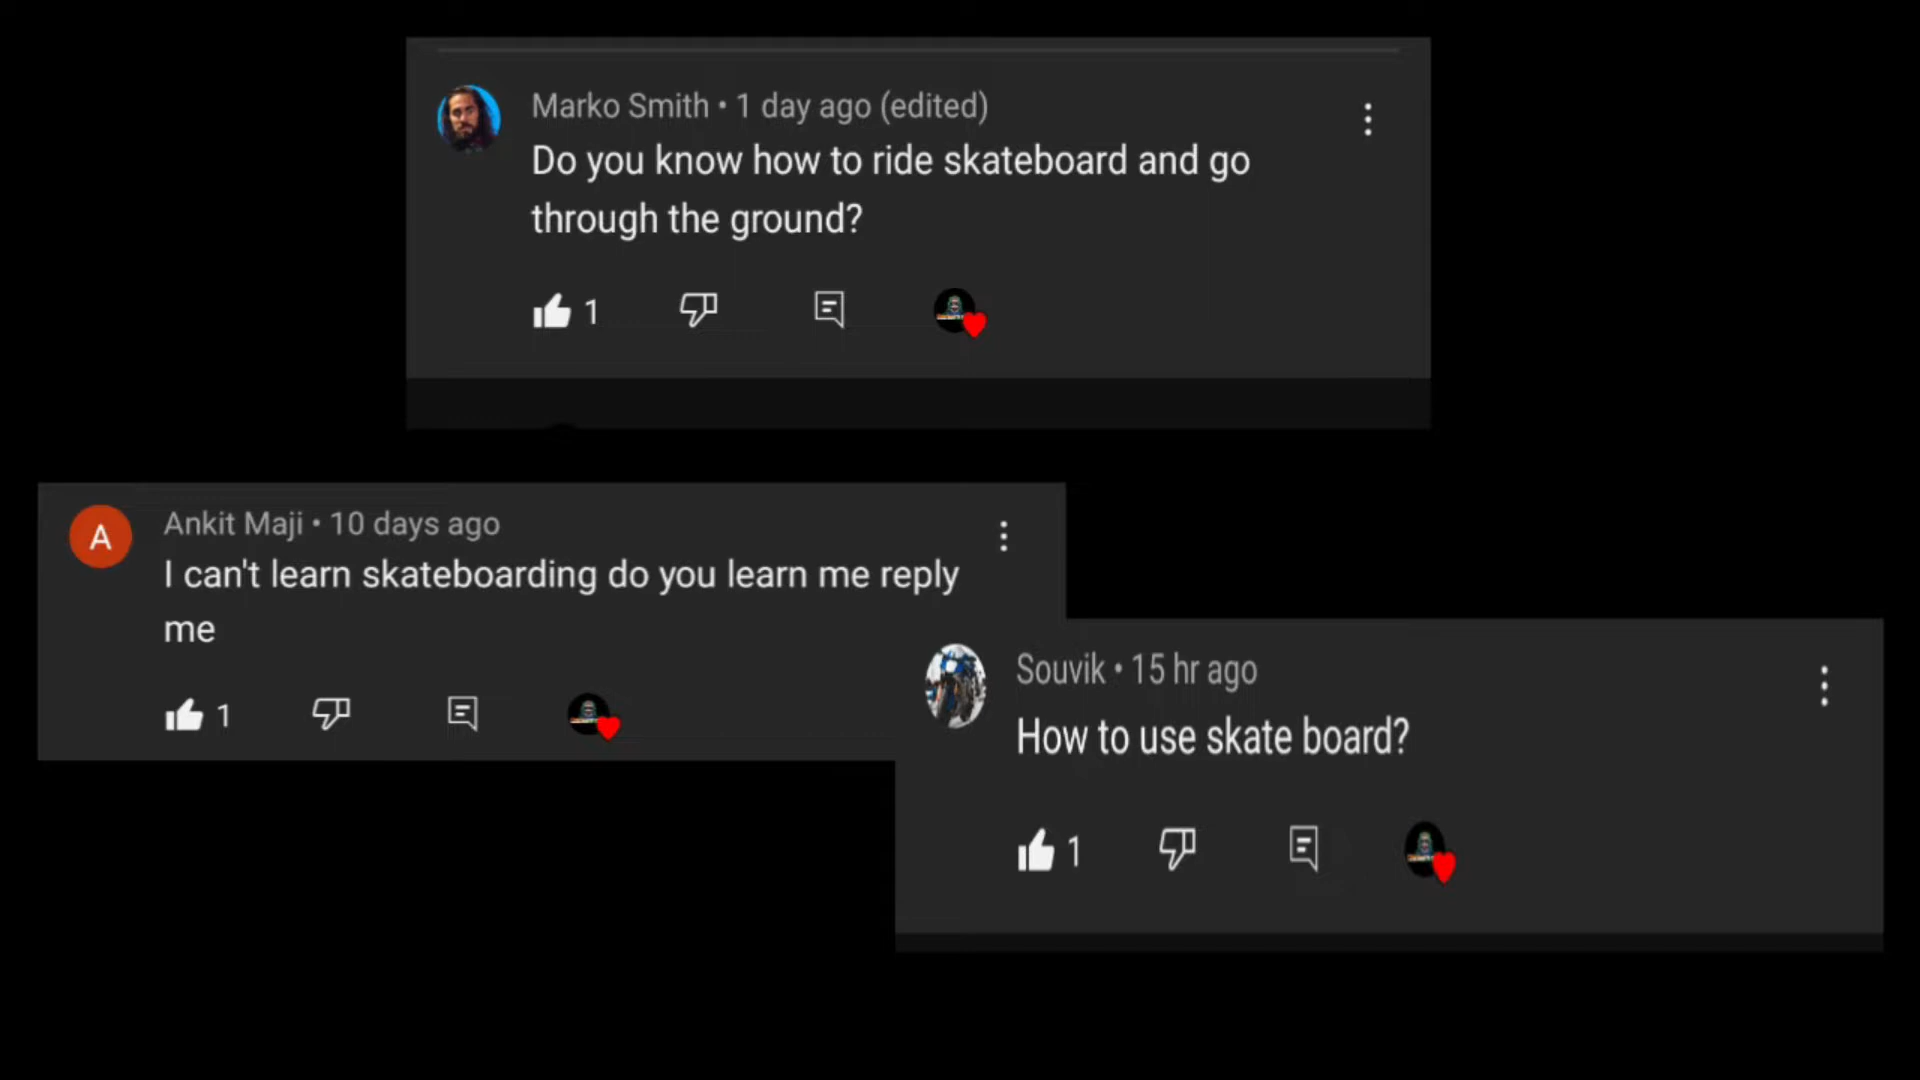 Marko Smith • 1 day ago (edited)
Do you know how to ride skateboard and go
through the ground?
1
Ankit Maji • 10 days ago
A
I can't learn skateboarding do you learn me reply
me
1
Souvik • 15 hr ago
How to use skate board?
1